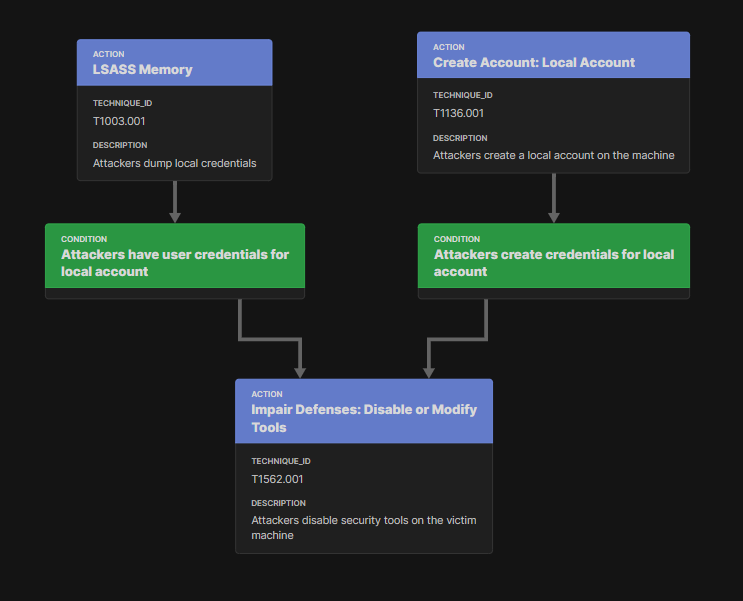 ACTION
LSASS Memory
TECHNIQUE_ID
T1003.001
DESCRIPTION
Attackers dump local credentials
ACTION
Create Account: Local Account
TECHNIQUE_ID
T1136.001
DESCRIPTION
Attackers create a local account on the machine
CONDITION
Attackers have user credentials for
local account
CONDITION
Attackers create credentials for local
account
ACTION
Impair Defenses: Disable or Modify
Tools
TECHNIQUE_ID
T1562.001
DESCRIPTION
Attackers disable security tools on the victim
machine